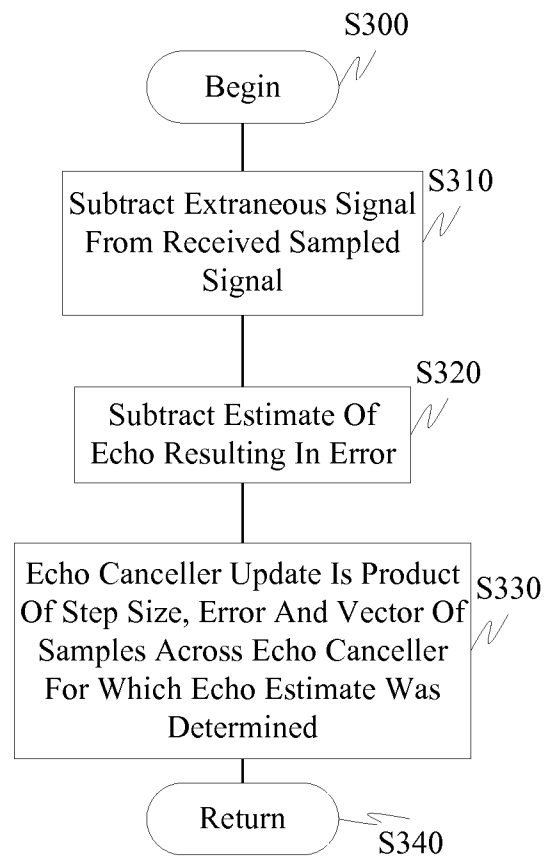 S300
Begin
S310
Subtract Extraneous Signal
From Received Sampled
Signal
S320
Subtract Estimate Of
Echo Resulting In Error
S330
Echo Canceller Update Is Product
Of Step Size, Error And Vector Of
Samples Across Echo Canceller
For Which Echo Estimate Was
Determined
Return
S340